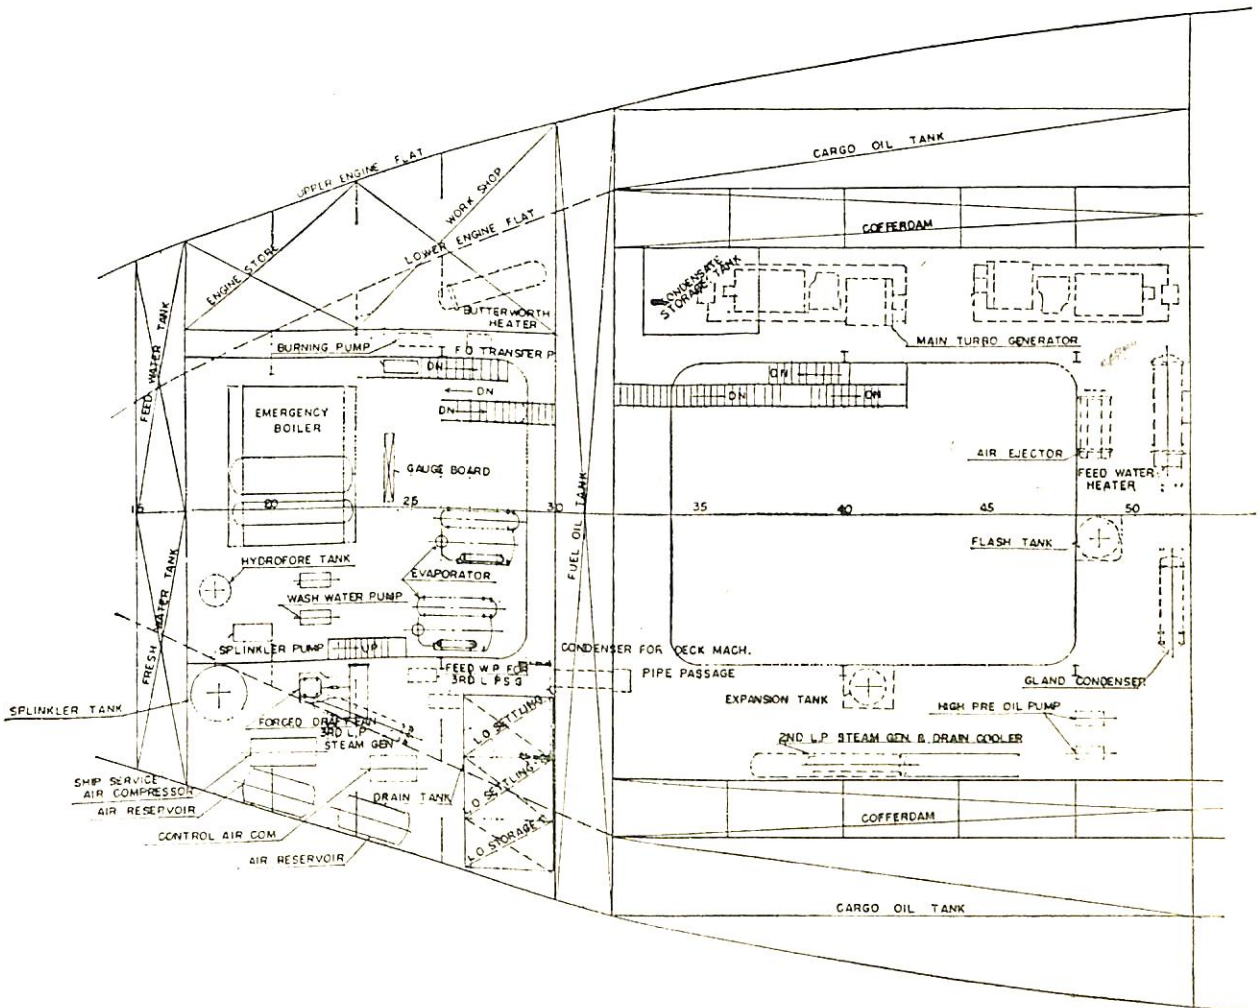 CARGO OIL TANK
UPPER ENGINE FLAT
WORK SHOP
LOWER ENGINE FLAT
COFFERDAM
ENGINE STORE
CONDENSATE
STORAGE TANK
BUTTERWORTH
HEATER
FEED WATER TANK
BURNING PUMP
F.O TRANSFER P
MAIN TURBO GENERATOR
DN
DN
DN
DN
DN
DN
EMERGENCY
BOILER
GAUGE BOARD
AIR EJECTOR
FEED WATER
HEATER
25
30
35
40
45
50
FUEL OIL TANK
FLASH TANK
HYDROFORE TANK
EVAPORATOR
WASH WATER PUMP
FRESH WATER TANK
SPLINKLER PUMP
UP
CONDENSER FOR DECK MACH.
FEED W.P FOR
3RD L.P.S.G
PIPE PASSAGE
GLAND CONDENSER
EXPANSION TANK
SPLINKLER TANK
HIGH PRE OIL PUMP
FORCED DRAFT FAN
3RD L.P
STEAM GEN
L.O SETTLING T.
2ND L.P STEAM GEN & DRAIN COOLER
SHIP SERVICE
AIR COMPRESSOR
AIR RESERVOIR
DRAIN TANK
L.O SETTLING T.
CONTROL AIR COM
L.O STORAGE T.
COFFERDAM
AIR RESERVOIR
CARGO OIL TANK